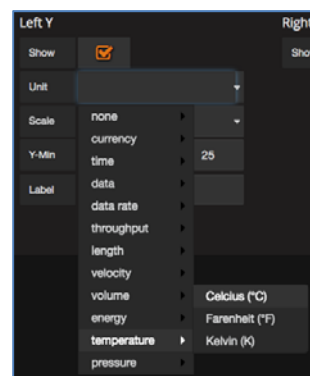 Left Y
Right
Show
Sho
Unit
Scale
none
currency
Y-Min
time
25
Label
data
data rate
throughput
length
velocity
volume
Celcius (°C)
energy
Farenheit (°F)
temperature
Kelvin (K)
pressure